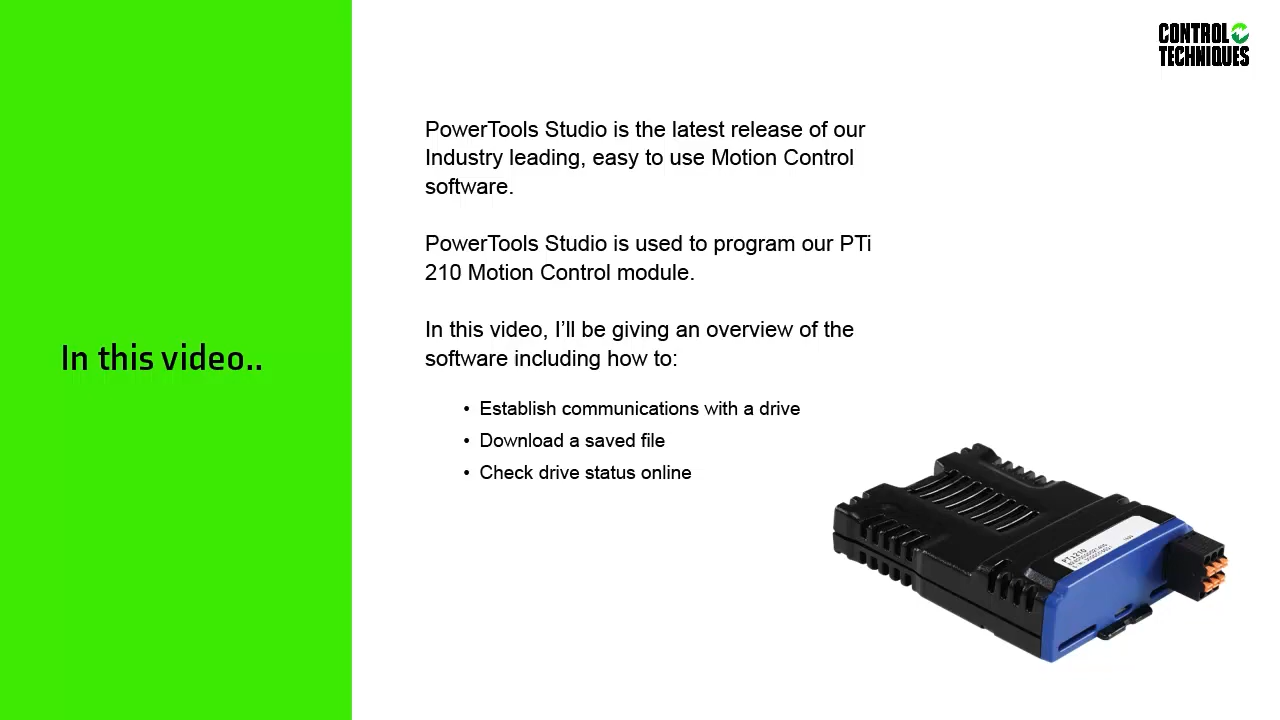 CONTROL
TECHNIQUES
PowerTools Studio is the latest release of our
Industry leading, easy to use Motion Control
software.
PowerTools Studio is used to program our PTi
210 Motion Control module.
In this video, I’ll be giving an overview of the
software including how to:
In this video..
• Establish communications with a drive
• Download a saved file
• Check drive status online
PTi210